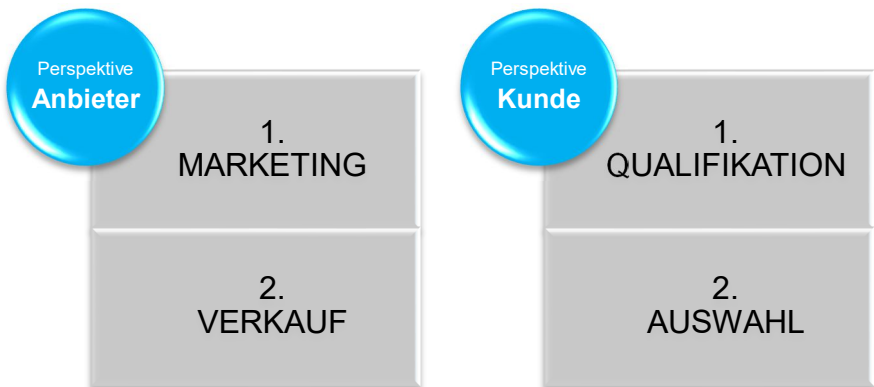 Perspektive
Anbieter
1.
MARKETING
2.
VERKAUF
Perspektive
Kunde
1.
QUALIFIKATION
2.
AUSWAHL